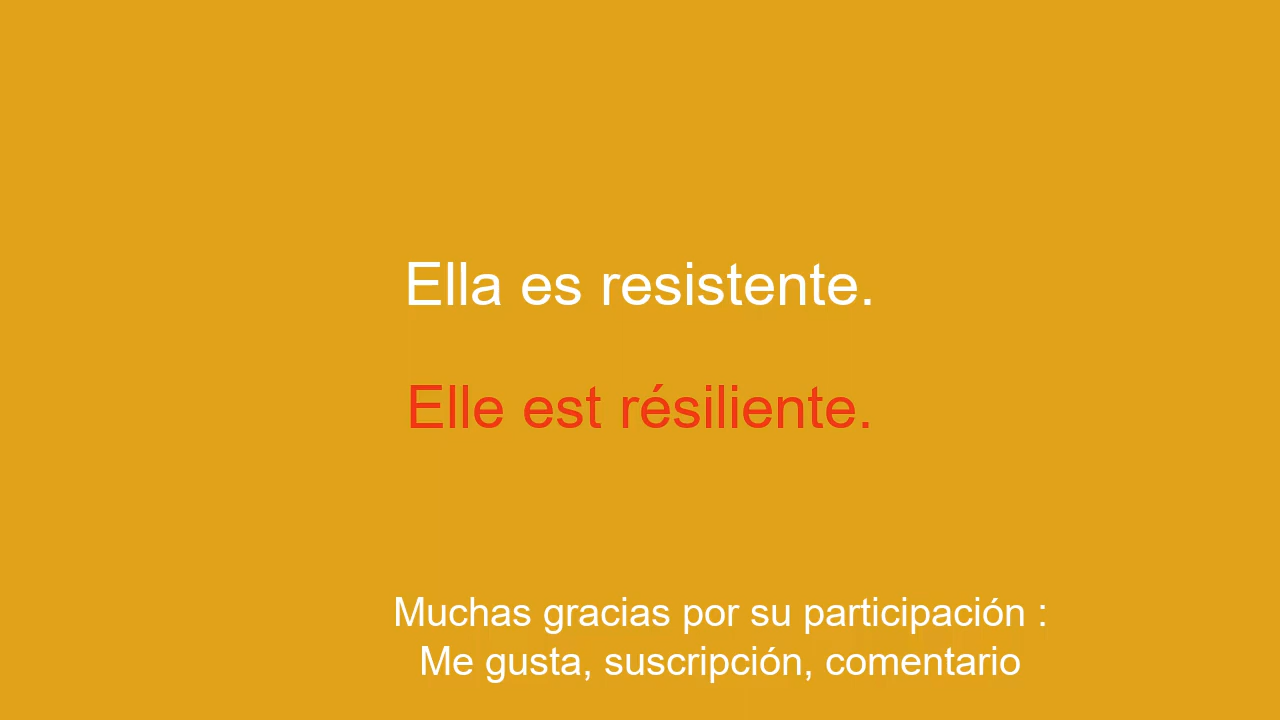 Ella es resistente.
Elle est résiliente.
Muchas gracias por su participación :
Me gusta, suscripción, comentario